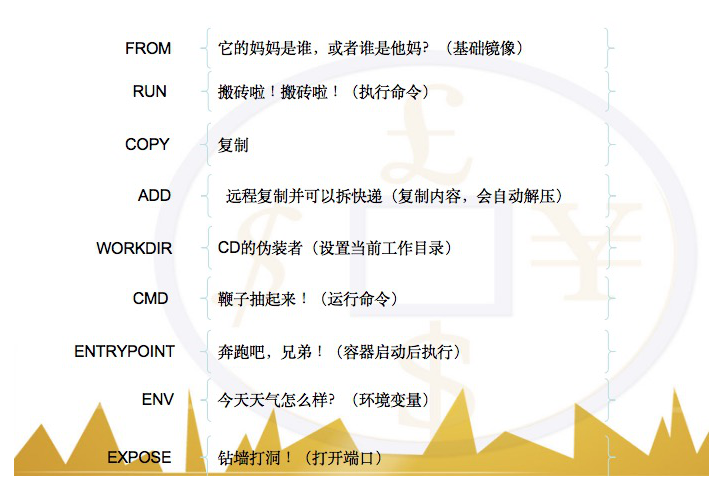 FROM 它的妈妈是谁，或者谁是他妈？（基础镜像）
RUN 搬砖啦！搬砖啦！（执行命令）
COPY 复制
ADD 远程复制并可以拆快递（复制内容，会自动解压）
WORKDIR CD的伪装者（设置当前工作目录）
CMD 鞭子抽起来！（运行命令）
ENTRYPOINT 奔跑吧，兄弟！（容器启动后执行）
ENV 今天天气怎么样？（环境变量）
EXPOSE 钻墙打洞！（打开端口）